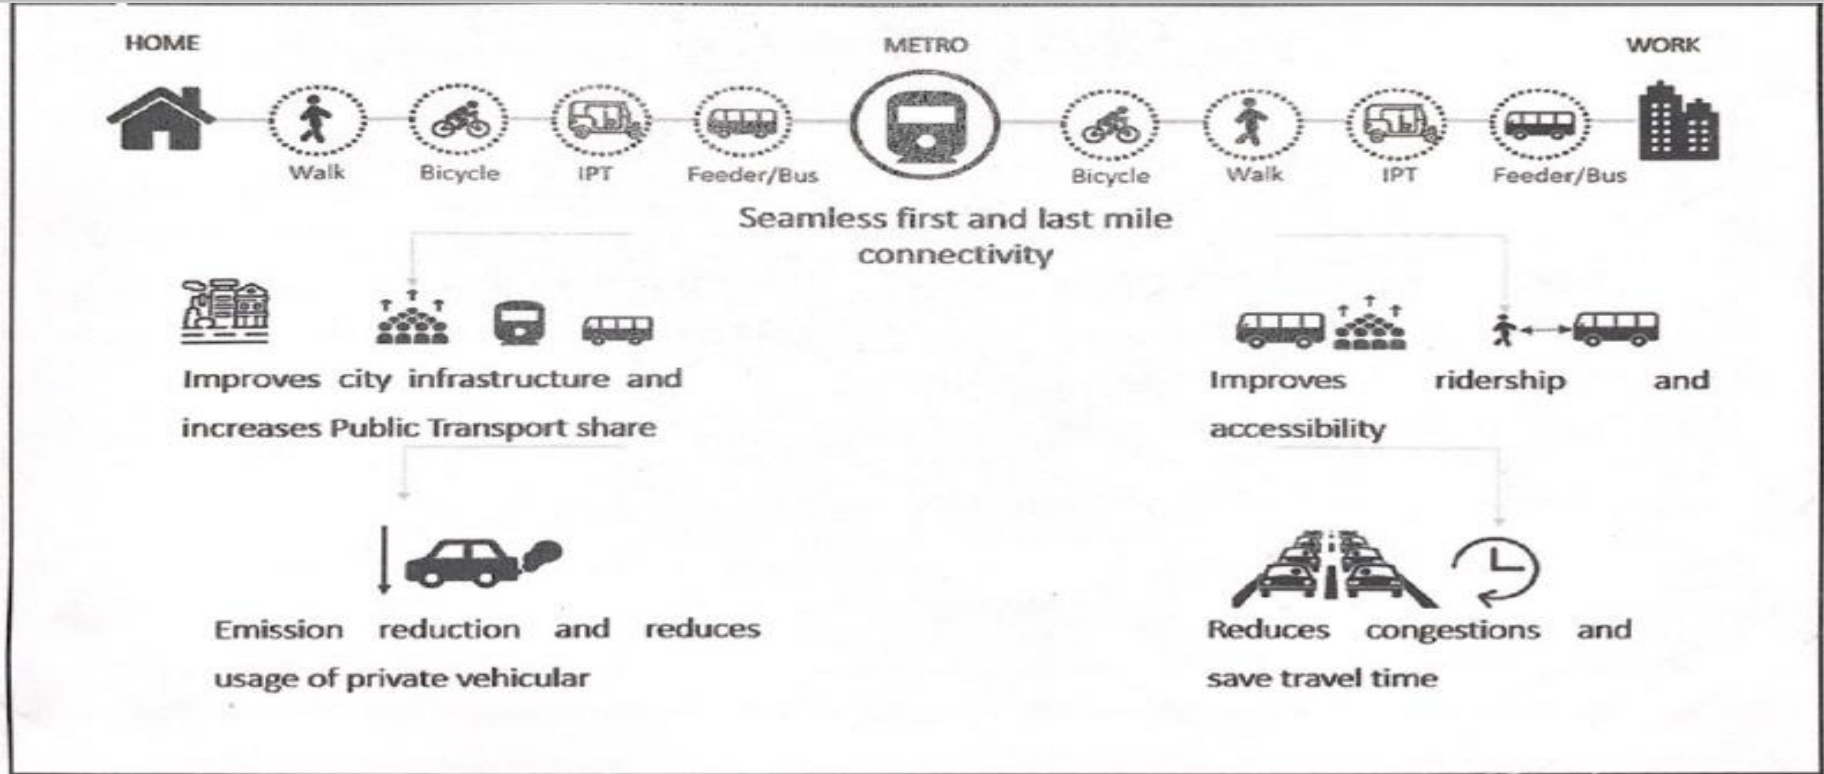 HOME METRO WORK
Walk Bicycle IPT Feeder/Bus Bicycle Walk IPT Feeder/Bus
Seamless first and last mile
connectivity
Improves city infrastructure and
increases Public Transport share
Improves ridership and
accessibility
Emission reduction and reduces
usage of private vehicular
Reduces congestions and
save travel time